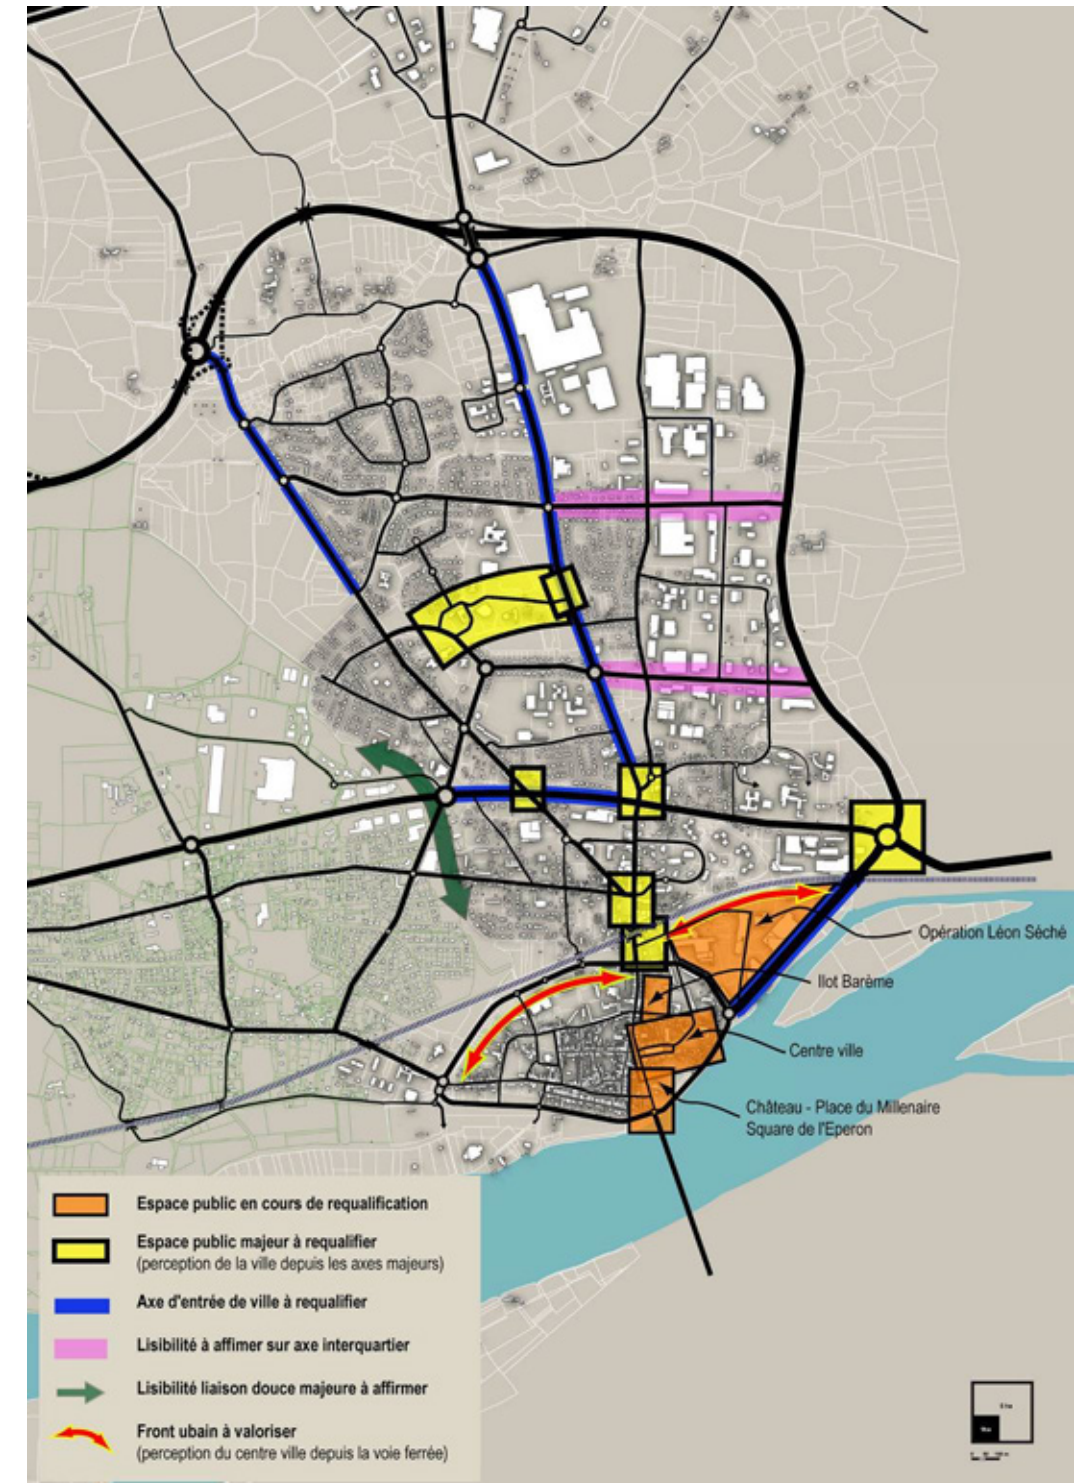 Opération Léon Séché
Ilot Barème
Centre ville
Château - Place du Millenaire
Square de l'Eperon
Espace public en cours de requalification
Espace public majeur à requalifier
(perception de la ville depuis les axes majeurs)
Axe d'entrée de ville à requalifier
Lisibilité à affimer sur axe interquartier
Lisibilité liaison douce majeure à affirmer
Front ubain à valoriser
(perception du centre ville depuis la voie ferrée)